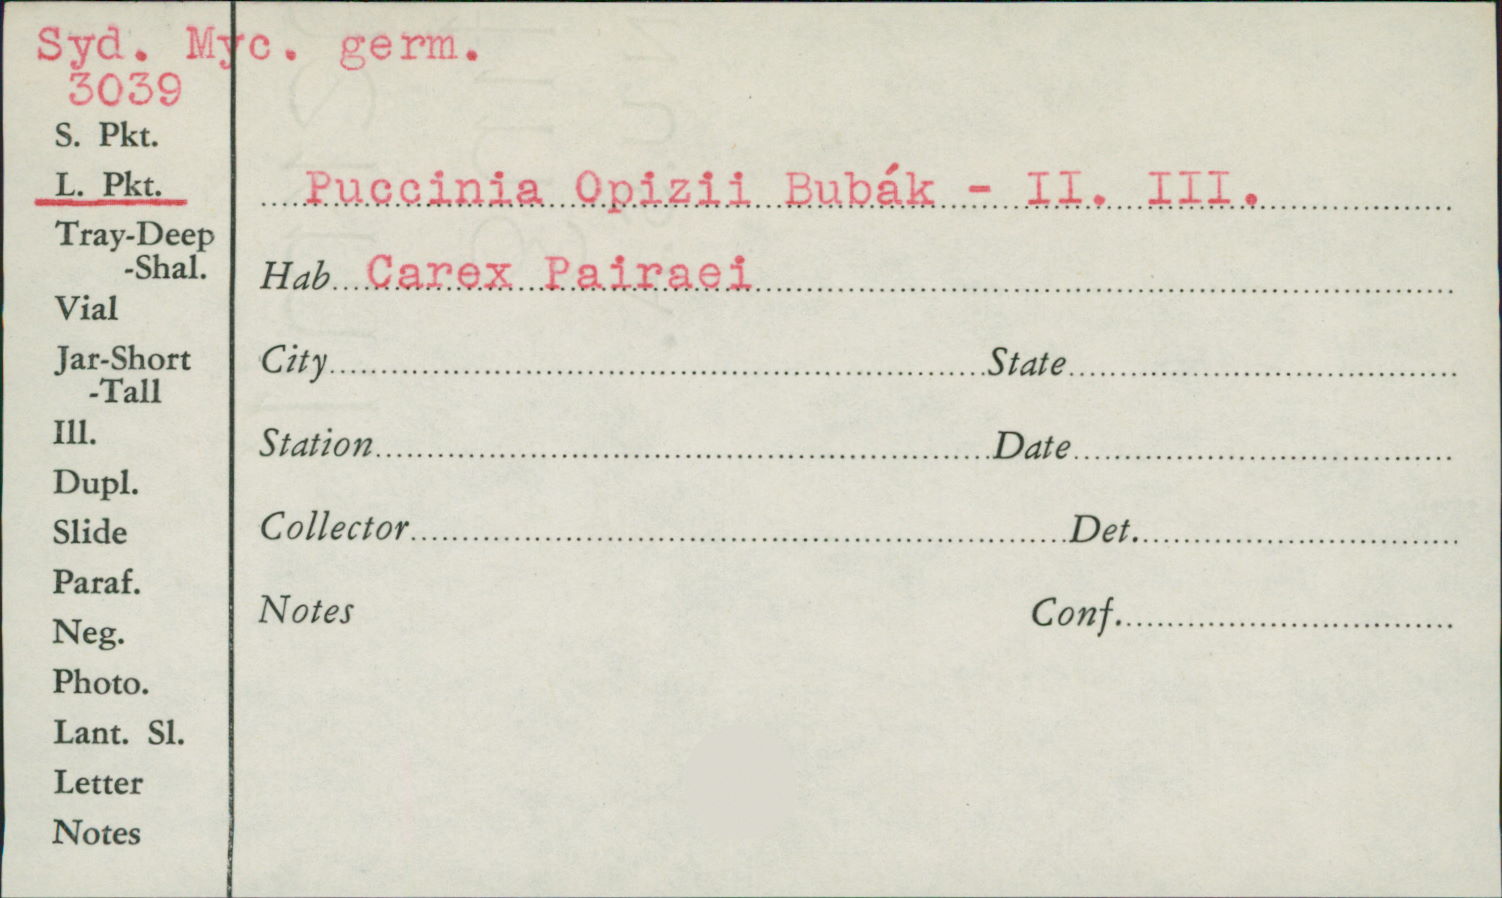 Syd. Myc. germ.
3039
S. Pkt.
L. Pkt.
Tray-Deep
-Shal.
Vial
Jar-Short
-Tall
Ill.
Dupl.
Slide
Paraf.
Neg.
Photo.
Lant. Sl.
Letter
Notes
Puccinia Opizii Bubák - II. III.
Hab. Carex Pairaei
City State
Station Date
Collector Det.
Notes Conf.